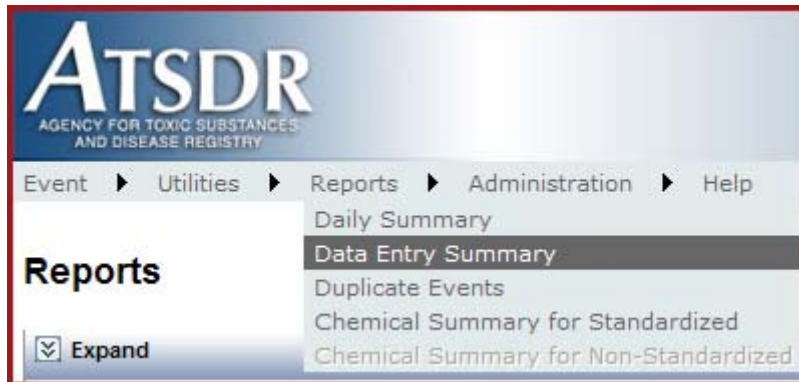 ATSDR
AGENCY FOR TOXIC SUBSTANCES
AND DISEASE REGISTRY
Event Utilities Reports Administration Help
Daily Summary
Data Entry Summary
Reports
Duplicate Events
Chemical Summary for Standardized
Expand
Chemical Summary for Non-Standardized